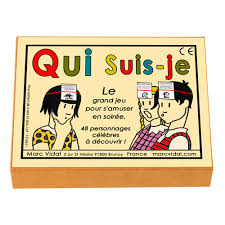 Qui Suis-je
CE
Le
grand jeu
pour s'amuser
en soirée.
48 personnages
célèbres
à découvrir !
Marc Vidal
France
marcvidal.com